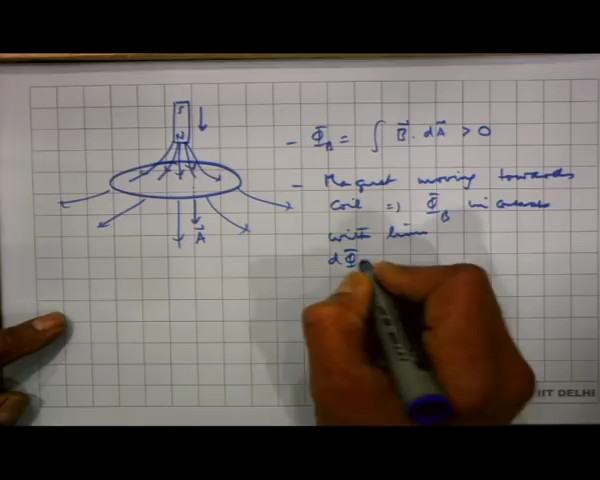 S
N
A
- Φ_B = ∫ B⃗ . dA⃗ > 0
- Magnet moving towards
coil => Φ_B increases
with time
dΦ
IIT DELHI